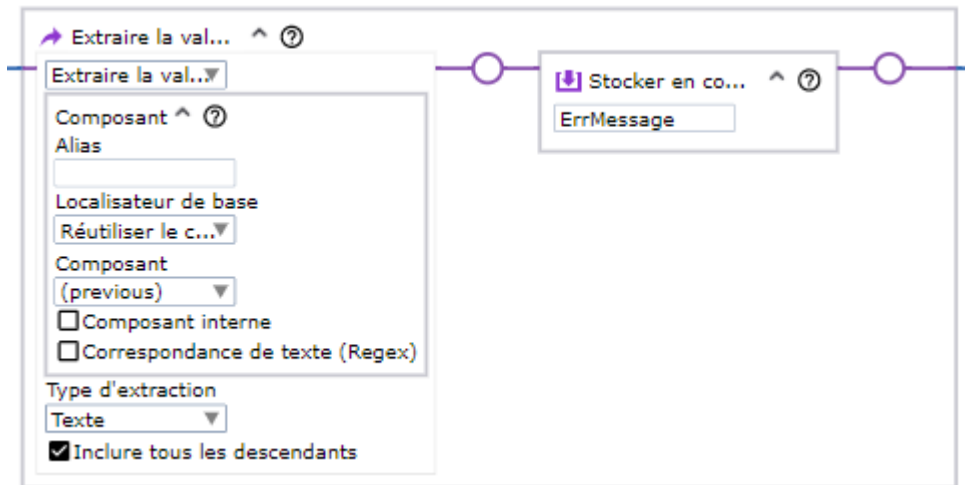 Extraire la val...
Extraire la val...
Composant
Alias
Localisateur de base
Réutiliser le c...
Composant
(previous)
Composant interne
Correspondance de texte (Regex)
Type d'extraction
Texte
Inclure tous les descendants
Stocker en co...
ErrMessage